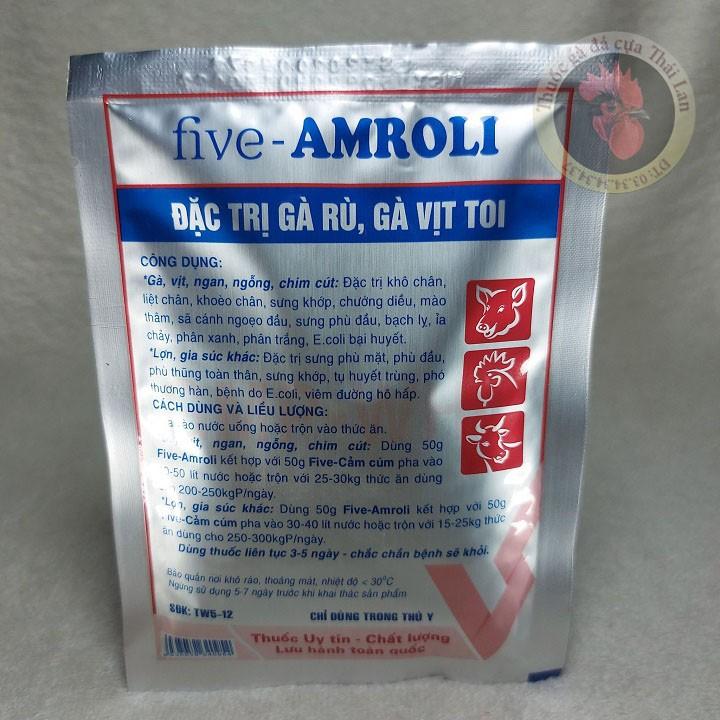 Thuốc gà đá cựa Thái Lan
ĐT: 03.34.34.34.37
five-AMROLI
ĐẶC TRỊ GÀ RÙ, GÀ VỊT TOI
CÔNG DỤNG:
*Gà, vịt, ngan, ngỗng, chim cút: Đặc trị khô chân,
liệt chân, khoèo chân, sưng khớp, chướng diều, mào
thâm, sã cánh ngoẹo đầu, sưng phù đầu, bạch lỵ, ỉa
chảy, phân xanh, phân trắng, E.coli bại huyết.
*Lợn, gia súc khác: Đặc trị sưng phù mặt, phù đầu,
phù thũng toàn thân, sưng khớp, tụ huyết trùng, phó
thương hàn, bệnh do E.coli, viêm đường hô hấp.
CÁCH DÙNG VÀ LIỀU LƯỢNG:
vào nước uống hoặc trộn vào thức ăn.
vịt, ngan, ngỗng, chim cút: Dùng 50g
Five-Amroli kết hợp với 50g Five-Cảm cúm pha vào
-50 lít nước hoặc trộn với 25-30kg thức ăn dùng
200-250kgP/ngày.
*Lợn, gia súc khác: Dùng 50g Five-Amroli kết hợp với 50g
Five-Cảm cúm pha vào 30-40 lít nước hoặc trộn với 15-25kg thức
ăn dùng cho 250-300kgP/ngày.
Dùng thuốc liên tục 3-5 ngày - chắc chắn bệnh sẽ khỏi.
Bảo quản nơi khô ráo, thoáng mát, nhiệt độ < 30°C
Ngừng sử dụng 5-7 ngày trước khi khai thác sản phẩm
SĐK: TW5-12
CHỈ DÙNG TRONG THÚ Y
Thuốc Uy tín - Chất lượng
Lưu hành toàn quốc